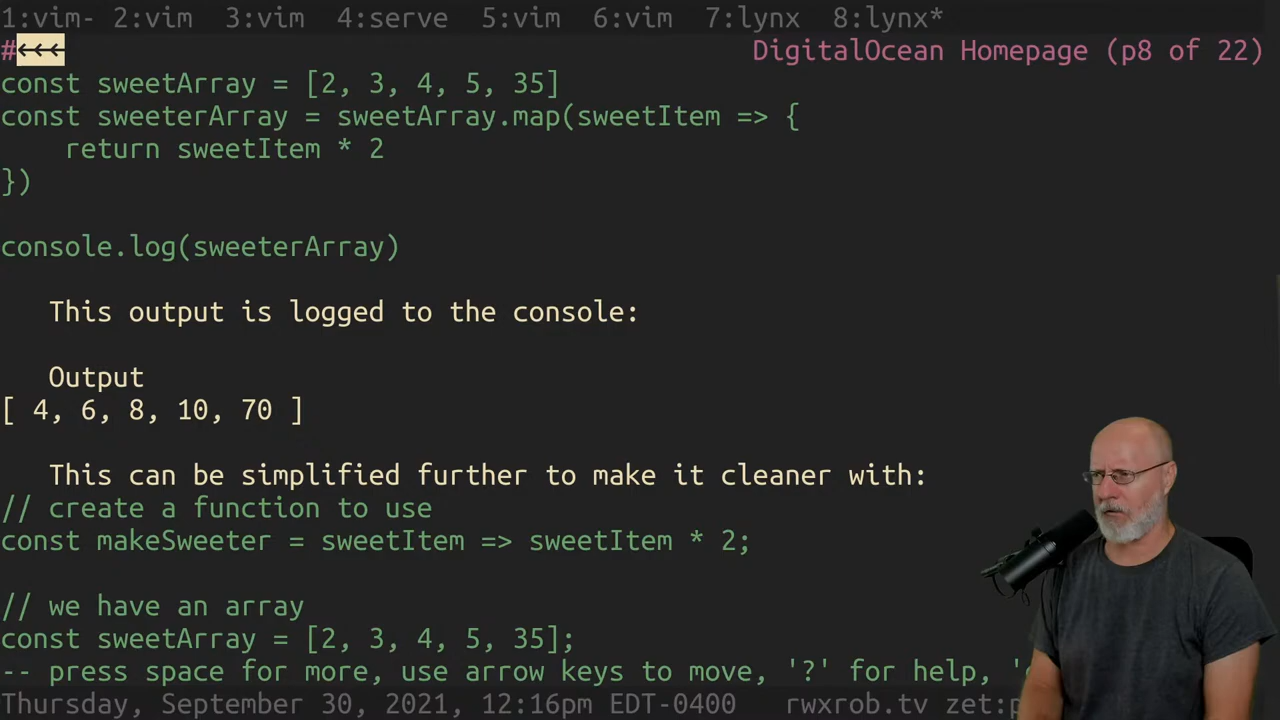 1:vim- 2:vim 3:vim 4:serve 5:vim 6:vim 7:lynx 8:lynx*
#←←← DigitalOcean Homepage (p8 of 22)
const sweetArray = [2, 3, 4, 5, 35]
const sweeterArray = sweetArray.map(sweetItem => {
    return sweetItem * 2
})
console.log(sweeterArray)
This output is logged to the console:
Output
[ 4, 6, 8, 10, 70 ]
This can be simplified further to make it cleaner with:
// create a function to use
const makeSweeter = sweetItem => sweetItem * 2;
// we have an array
const sweetArray = [2, 3, 4, 5, 35];
-- press space for more, use arrow keys to move, '?' for help, '
Thursday, September 30, 2021, 12:16pm EDT-0400 rwxrob.tv zet: